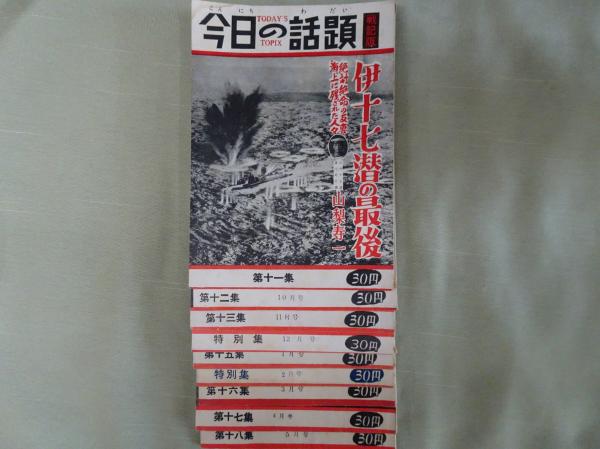 こんにちわだい
今日の話題
TODAY'S
TOPIX
戦記版
伊十七潜の最後
絶対絶命の反撃
海上に残された人々
山梨寿一
第十一集 30円
第十二集 10月号 30円
第十三集 11月号 30円
特別集 12月号 30円
第十五集 1月号 30円
特別集 2月号 30円
第十六集 3月号 30円
第十七集 4月号 30円
第十八集 5月号 30円